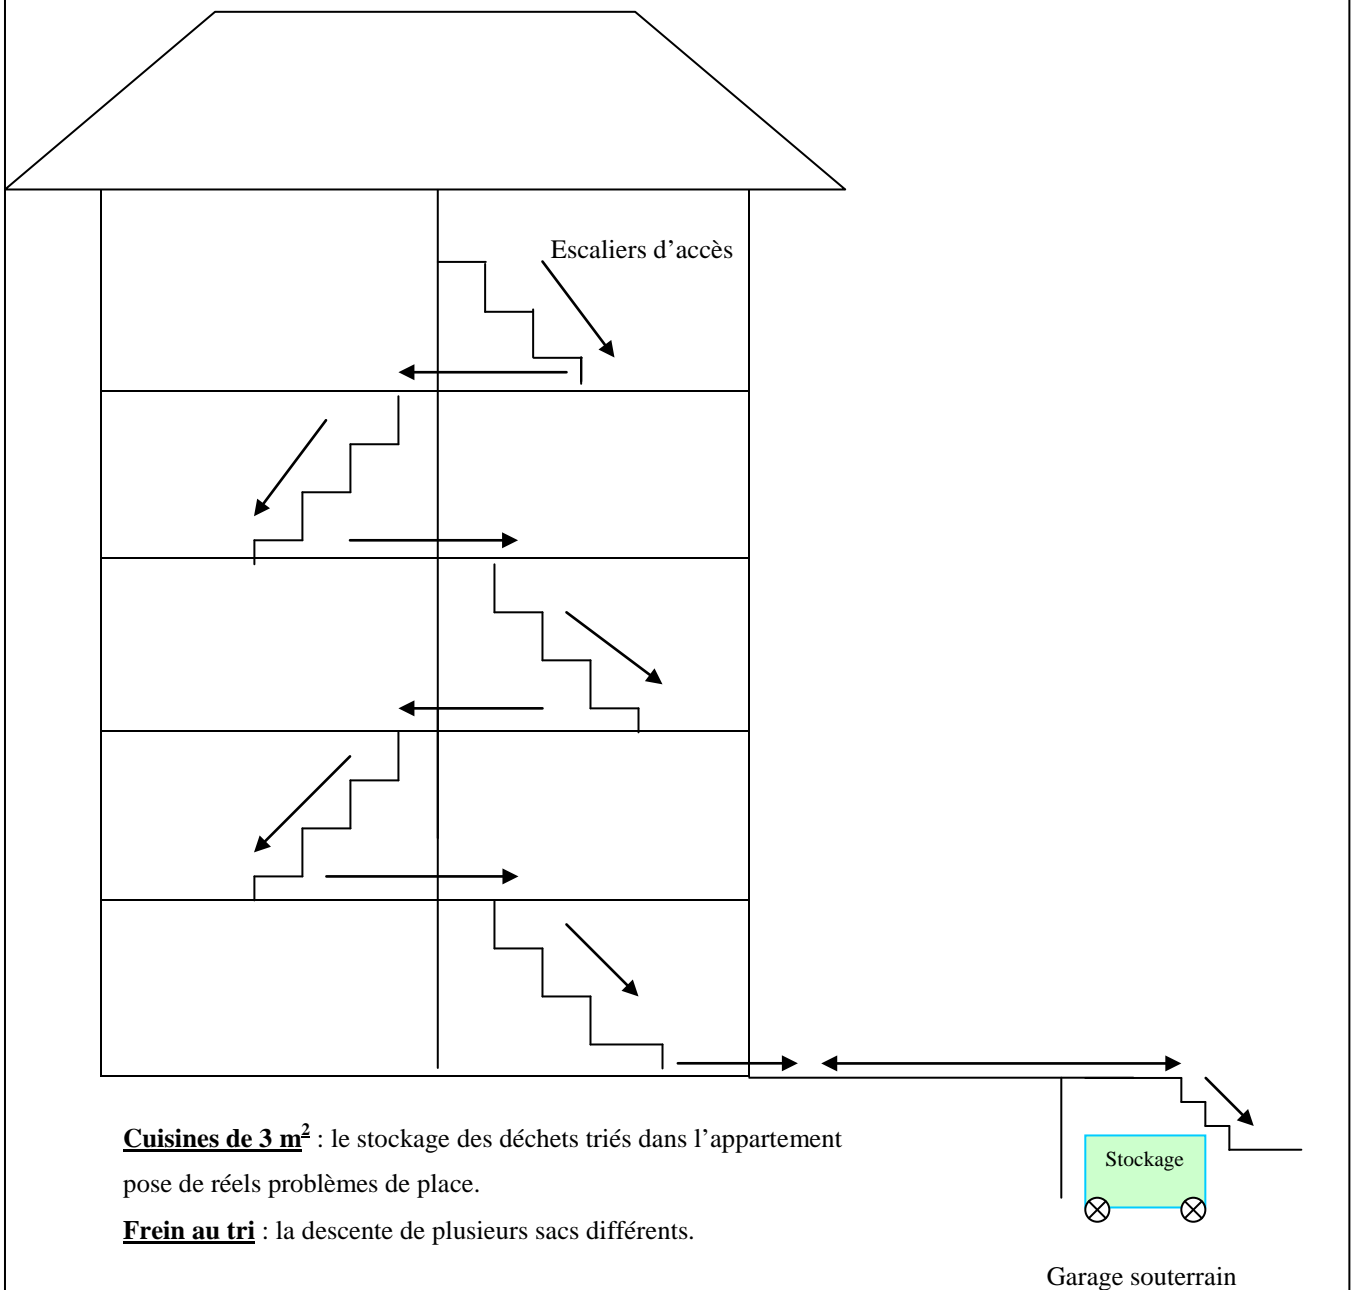 Escaliers d’accès
Cuisines de 3 m² : le stockage des déchets triés dans l’appartement
pose de réels problèmes de place.
Frein au tri : la descente de plusieurs sacs différents.
Stockage
Garage souterrain